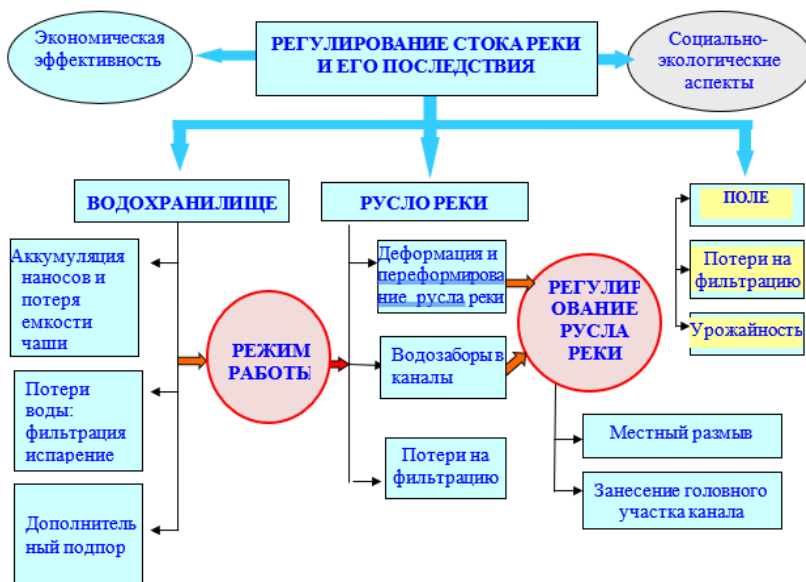 Экономическая
эффективность
РЕГУЛИРОВАНИЕ СТОКА РЕКИ
И ЕГО ПОСЛЕДСТВИЯ
Социально-
экологические
аспекты
ВОДОХРАНИЛИЩЕ
РУСЛО РЕКИ
ПОЛЕ
Аккумуляция
наносов и
потеря
емкости
чаши
Деформация и
переформирова
ние русла реки
РЕГУЛИР
ОВАНИЕ
РУСЛА
РЕКИ
Потери на
фильтрацию
Урожайность
РЕЖИМ
РАБОТЫ
Водозаборы в
каналы
Потери
воды:
фильтрация
испарение
Потери на
фильтрацию
Местный размыв
Занесение головного
участка канала
Дополнитель
ный подпор